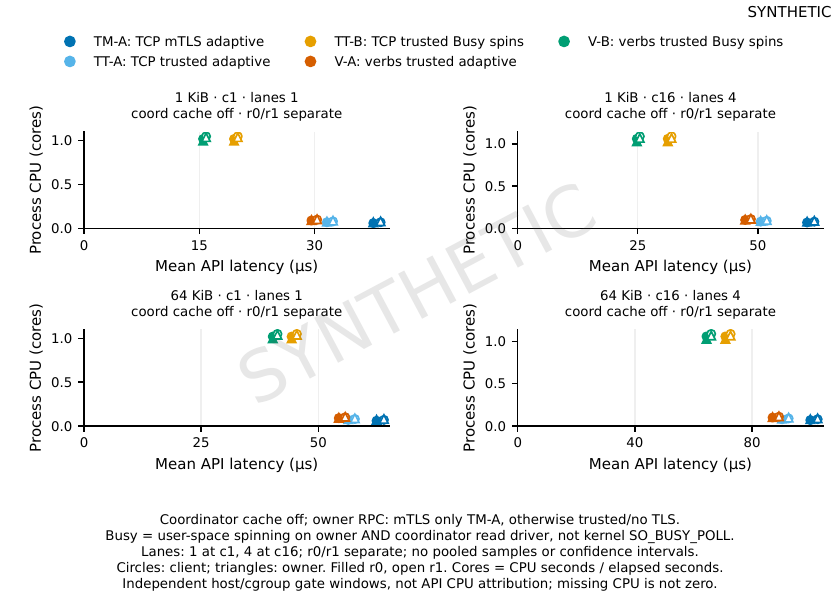 SYNTHETIC
TM-A: TCP mTLS adaptive
TT-A: TCP trusted adaptive
TT-B: TCP trusted Busy spins
V-A: verbs trusted adaptive
V-B: verbs trusted Busy spins
1 KiB · c1 · lanes 1
coord cache off · r0/r1 separate
Process CPU (cores)
1.0
0.5
0.0
0
15
30
Mean API latency (µs)
1 KiB · c16 · lanes 4
coord cache off · r0/r1 separate
Process CPU (cores)
1.0
0.5
0.0
0
25
50
Mean API latency (µs)
64 KiB · c1 · lanes 1
coord cache off · r0/r1 separate
Process CPU (cores)
1.0
0.5
0.0
0
25
50
Mean API latency (µs)
64 KiB · c16 · lanes 4
coord cache off · r0/r1 separate
Process CPU (cores)
1.0
0.5
0.0
0
40
80
Mean API latency (µs)
SYNTHETIC
Coordinator cache off; owner RPC: mTLS only TM-A, otherwise trusted/no TLS.
Busy = user-space spinning on owner AND coordinator read driver, not kernel SO_BUSY_POLL.
Lanes: 1 at c1, 4 at c16; r0/r1 separate; no pooled samples or confidence intervals.
Circles: client; triangles: owner. Filled r0, open r1. Cores = CPU seconds / elapsed seconds.
Independent host/cgroup gate windows, not API CPU attribution; missing CPU is not zero.